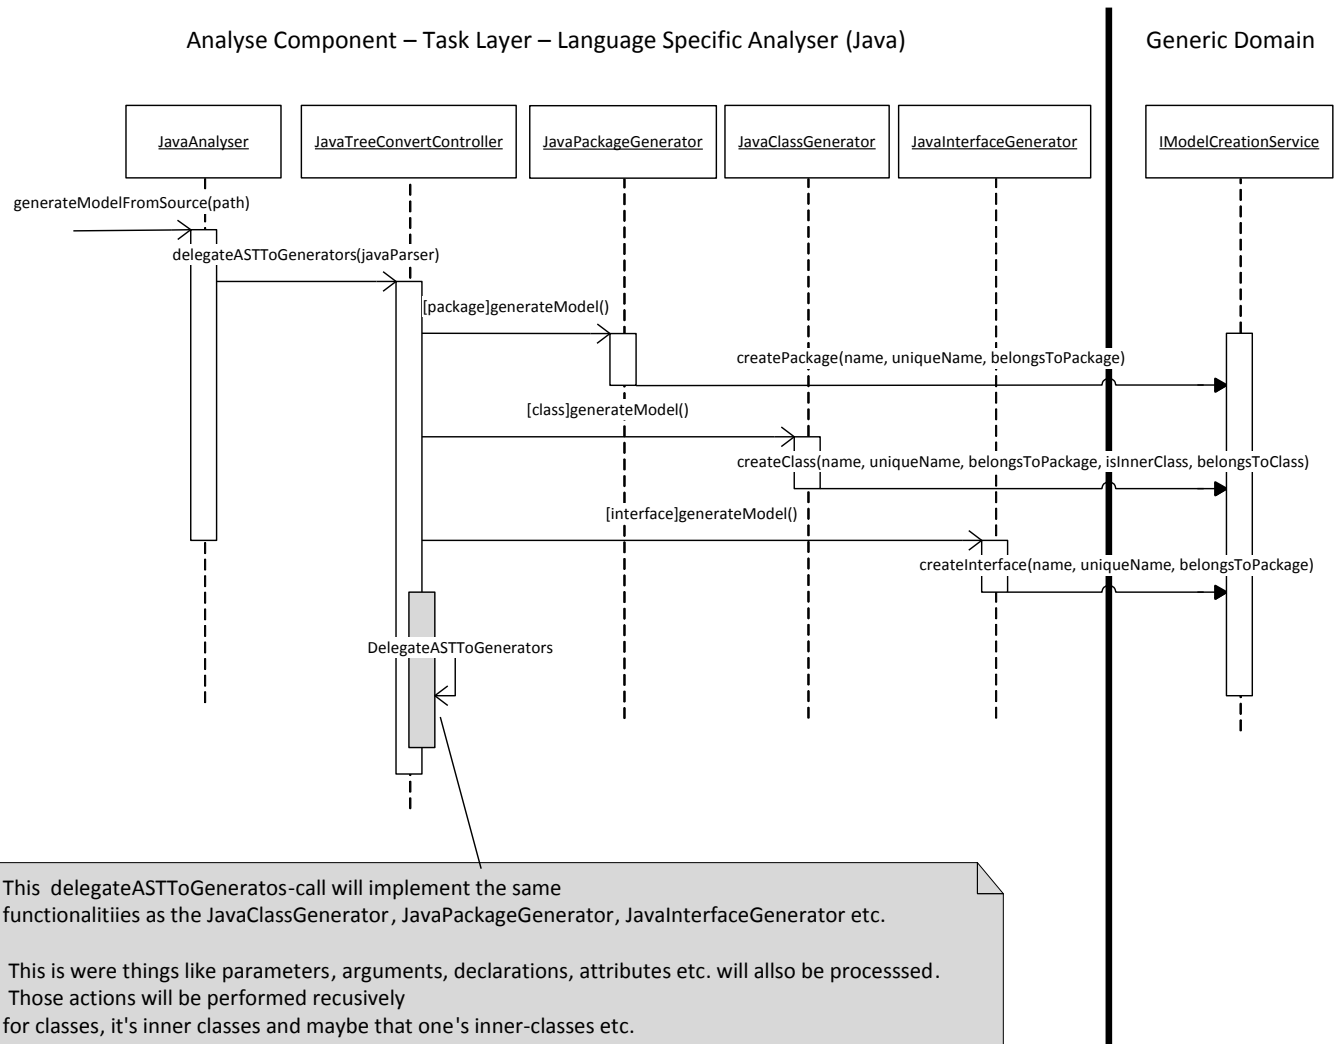 Analyse Component – Task Layer – Language Specific Analyser (Java)
Generic Domain
JavaAnalyser
JavaTreeConvertController
JavaPackageGenerator
JavaClassGenerator
JavaInterfaceGenerator
IModelCreationService
generateModelFromSource(path)
delegateASTToGenerators(javaParser)
[package]generateModel()
createPackage(name, uniqueName, belongsToPackage)
[class]generateModel()
createClass(name, uniqueName, belongsToPackage, isInnerClass, belongsToClass)
[interface]generateModel()
createInterface(name, uniqueName, belongsToPackage)
DelegateASTToGenerators
This delegateASTToGeneratos-call will implement the same
functionalitiies as the JavaClassGenerator, JavaPackageGenerator, JavaInterfaceGenerator etc.
This is were things like parameters, arguments, declarations, attributes etc. will allso be processsed.
Those actions will be performed recusively
for classes, it's inner classes and maybe that one's inner-classes etc.